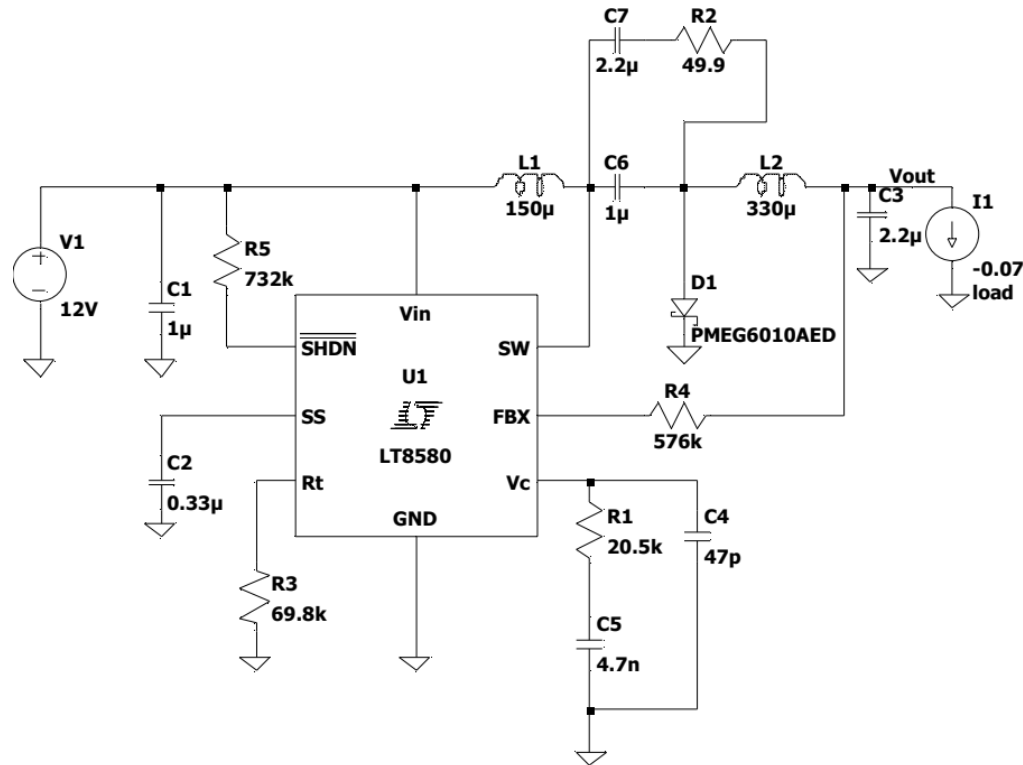 C7
2.2µ
R2
49.9
L1
150µ
C6
1µ
L2
330µ
Vout
C3
2.2µ
I1
-0.07
load
V1
12V
C1
1µ
R5
732k
D1
PMEG6010AED
Vin
SHDN
SW
U1
SS
FBX
LT8580
Rt
Vc
GND
R4
576k
C2
0.33µ
R3
69.8k
R1
20.5k
C4
47p
C5
4.7n